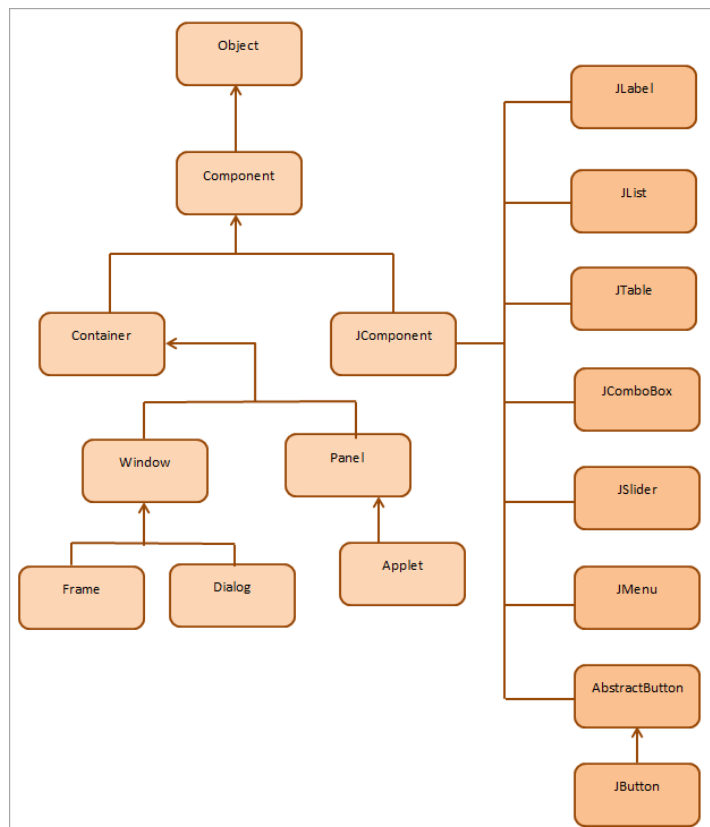 Object
JLabel
Component
JList
JTable
Container
JComponent
JComboBox
Window
Panel
JSlider
Frame
Dialog
Applet
JMenu
AbstractButton
JButton